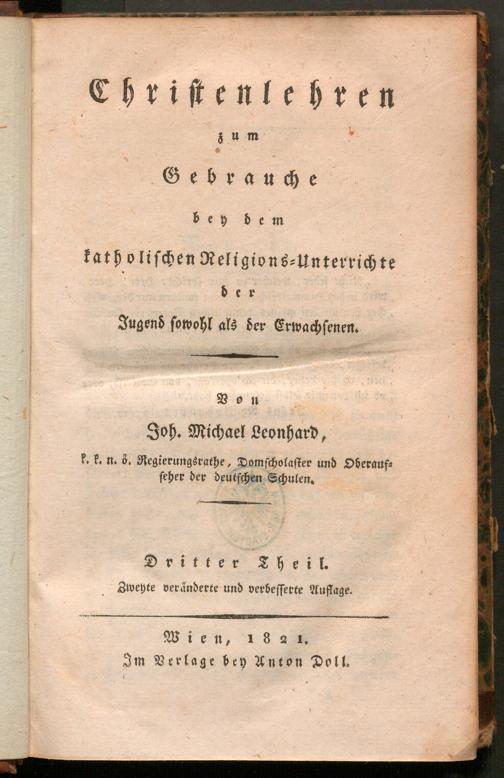 Christenlehren
zum
Gebrauche
bey dem
katholischen Religions-Unterrichte
der
Jugend sowohl als der Erwachsenen.
Von
Joh. Michael Leonhard,
k. k. n. ö. Regierungsrathe, Domscholaster und Oberauf-
seher der deutschen Schulen.
Dritter Theil.
Zweyte veränderte und verbesserte Auflage.
Wien, 1821.
Im Verlage bey Anton Doll.